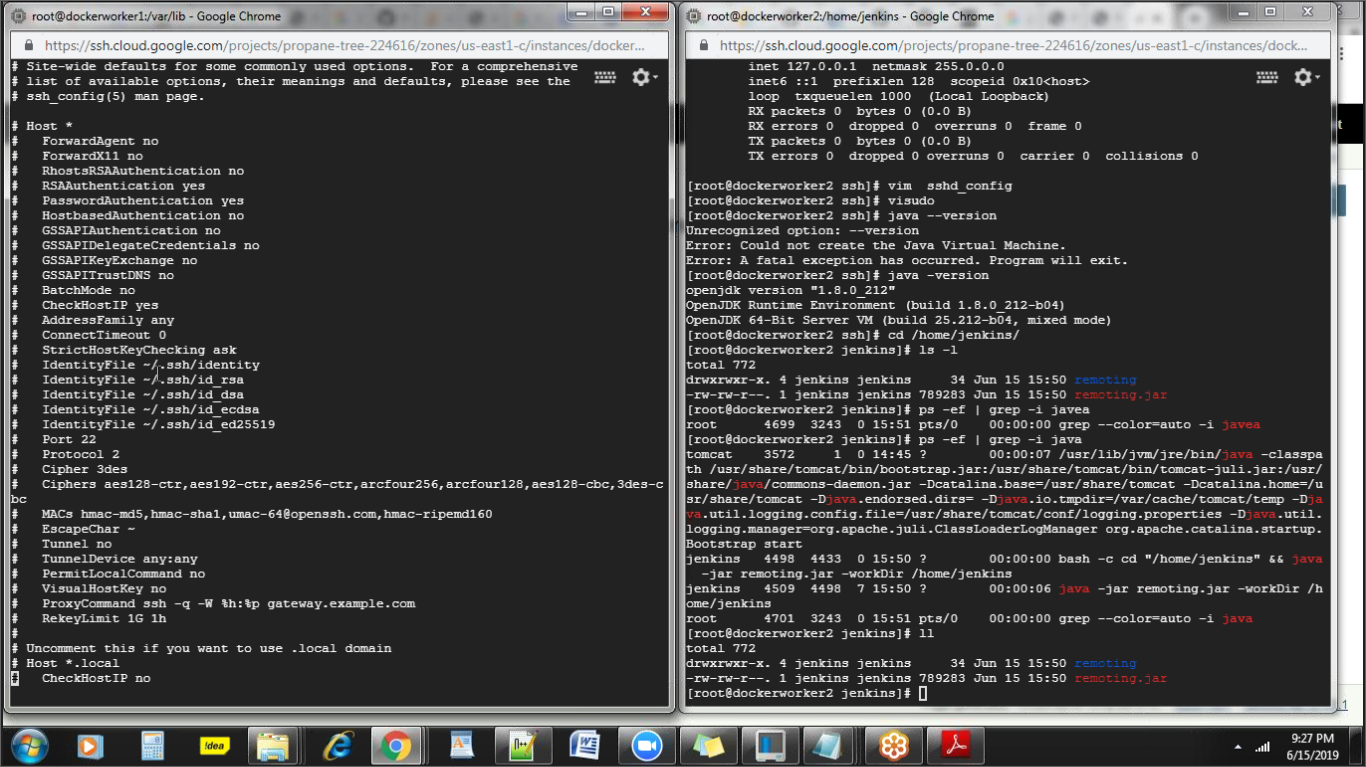 root@dockerworker1:/var/lib - Google Chrome
https://ssh.cloud.google.com/projects/propane-tree-224616/zones/us-east1-c/instances/docker...
# Site-wide defaults for some commonly used options.  For a comprehensive
# list of available options, their meanings and defaults, please see the
# ssh_config(5) man page.
# Host *
#   ForwardAgent no
#   ForwardX11 no
#   RhostsRSAAuthentication no
#   RSAAuthentication yes
#   PasswordAuthentication yes
#   HostbasedAuthentication no
#   GSSAPIAuthentication no
#   GSSAPIDelegateCredentials no
#   GSSAPIKeyExchange no
#   GSSAPITrustDNS no
#   BatchMode no
#   CheckHostIP yes
#   AddressFamily any
#   ConnectTimeout 0
#   StrictHostKeyChecking ask
#   IdentityFile ~/.ssh/identity
#   IdentityFile ~/.ssh/id_rsa
#   IdentityFile ~/.ssh/id_dsa
#   IdentityFile ~/.ssh/id_ecdsa
#   IdentityFile ~/.ssh/id_ed25519
#   Port 22
#   Protocol 2
#   Cipher 3des
#   Ciphers aes128-ctr,aes192-ctr,aes256-ctr,arcfour256,arcfour128,aes128-cbc,3des-c
bc
#   MACs hmac-md5,hmac-sha1,umac-64@openssh.com,hmac-ripemd160
#   EscapeChar ~
#   Tunnel no
#   TunnelDevice any:any
#   PermitLocalCommand no
#   VisualHostKey no
#   ProxyCommand ssh -q -W %h:%p gateway.example.com
#   RekeyLimit 1G 1h
#
# Uncomment this if you want to use .local domain
# Host *.local
#   CheckHostIP no
root@dockerworker2:/home/jenkins - Google Chrome
https://ssh.cloud.google.com/projects/propane-tree-224616/zones/us-east1-c/instances/dock...
inet 127.0.0.1  netmask 255.0.0.0
inet6 ::1  prefixlen 128  scopeid 0x10<host>
loop  txqueuelen 1000  (Local Loopback)
RX packets 0  bytes 0 (0.0 B)
RX errors 0  dropped 0  overruns 0  frame 0
TX packets 0  bytes 0 (0.0 B)
TX errors 0  dropped 0 overruns 0  carrier 0  collisions 0
[root@dockerworker2 ssh]# vim  sshd_config
[root@dockerworker2 ssh]# visudo
[root@dockerworker2 ssh]# java --version
Unrecognized option: --version
Error: Could not create the Java Virtual Machine.
Error: A fatal exception has occurred. Program will exit.
[root@dockerworker2 ssh]# java -version
openjdk version "1.8.0_212"
OpenJDK Runtime Environment (build 1.8.0_212-b04)
OpenJDK 64-Bit Server VM (build 25.212-b04, mixed mode)
[root@dockerworker2 ssh]# cd /home/jenkins/
[root@dockerworker2 jenkins]# ls -l
total 772
drwxrwxr-x. 4 jenkins jenkins     34 Jun 15 15:50 remoting
-rw-rw-r--. 1 jenkins jenkins 789283 Jun 15 15:50 remoting.jar
[root@dockerworker2 jenkins]# ps -ef | grep -i javea
root      4699  3243  0 15:51 pts/0    00:00:00 grep --color=auto -i javea
[root@dockerworker2 jenkins]# ps -ef | grep -i java
tomcat    3572     1  0 14:45 ?        00:00:07 /usr/lib/jvm/jre/bin/java -classpa
th /usr/share/tomcat/bin/bootstrap.jar:/usr/share/tomcat/bin/tomcat-juli.jar:/usr/
share/java/commons-daemon.jar -Dcatalina.base=/usr/share/tomcat -Dcatalina.home=/u
sr/share/tomcat -Djava.endorsed.dirs= -Djava.io.tmpdir=/var/cache/tomcat/temp -Dja
va.util.logging.config.file=/usr/share/tomcat/conf/logging.properties -Djava.util.
logging.manager=org.apache.juli.ClassLoaderLogManager org.apache.catalina.startup.
Bootstrap start
jenkins   4498  4433  0 15:50 ?        00:00:00 bash -c cd "/home/jenkins" && java
-jar remoting.jar -workDir /home/jenkins
jenkins   4509  4498  7 15:50 ?        00:00:06 java -jar remoting.jar -workDir /h
ome/jenkins
root      4701  3243  0 15:51 pts/0    00:00:00 grep --color=auto -i java
[root@dockerworker2 jenkins]# ll
total 772
drwxrwxr-x. 4 jenkins jenkins     34 Jun 15 15:50 remoting
-rw-rw-r--. 1 jenkins jenkins 789283 Jun 15 15:50 remoting.jar
[root@dockerworker2 jenkins]#
!dea
9:27 PM
6/15/2019